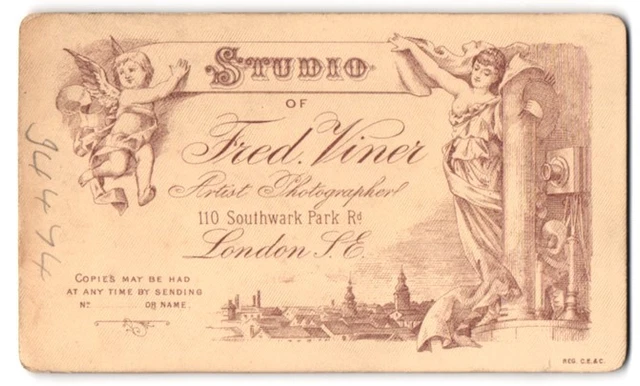 STUDIO
OF
Fred. Viner
Artist Photographer
110 Southwark Park Rd
London S.E.
COPIES MAY BE HAD
AT ANY TIME BY SENDING
No OR NAME.
REG. C.E.&C.
94494